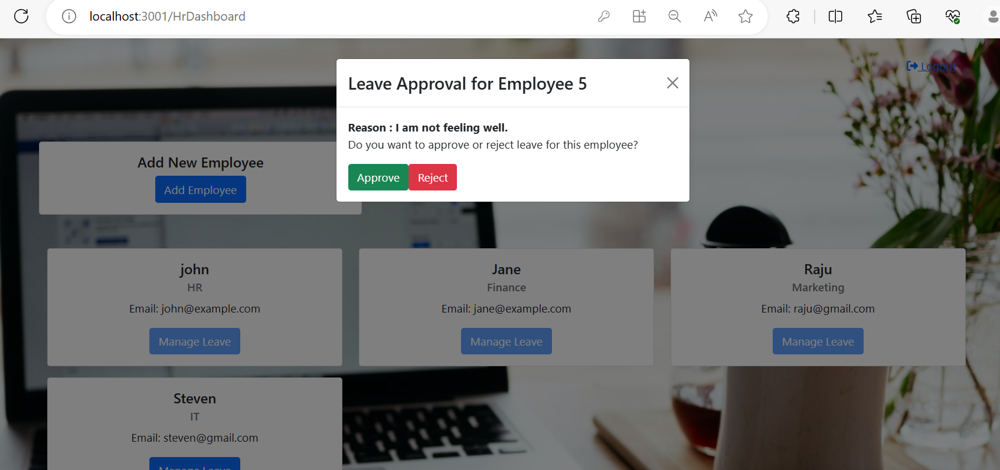 localhost:3001/HrDashboard
Logout
Leave Approval for Employee 5
Reason : I am not feeling well.
Do you want to approve or reject leave for this employee?
Approve Reject
Add New Employee
Add Employee
john
HR
Email: john@example.com
Manage Leave
Jane
Finance
Email: jane@example.com
Manage Leave
Raju
Marketing
Email: raju@gmail.com
Manage Leave
Steven
IT
Email: steven@gmail.com
Manage Leave